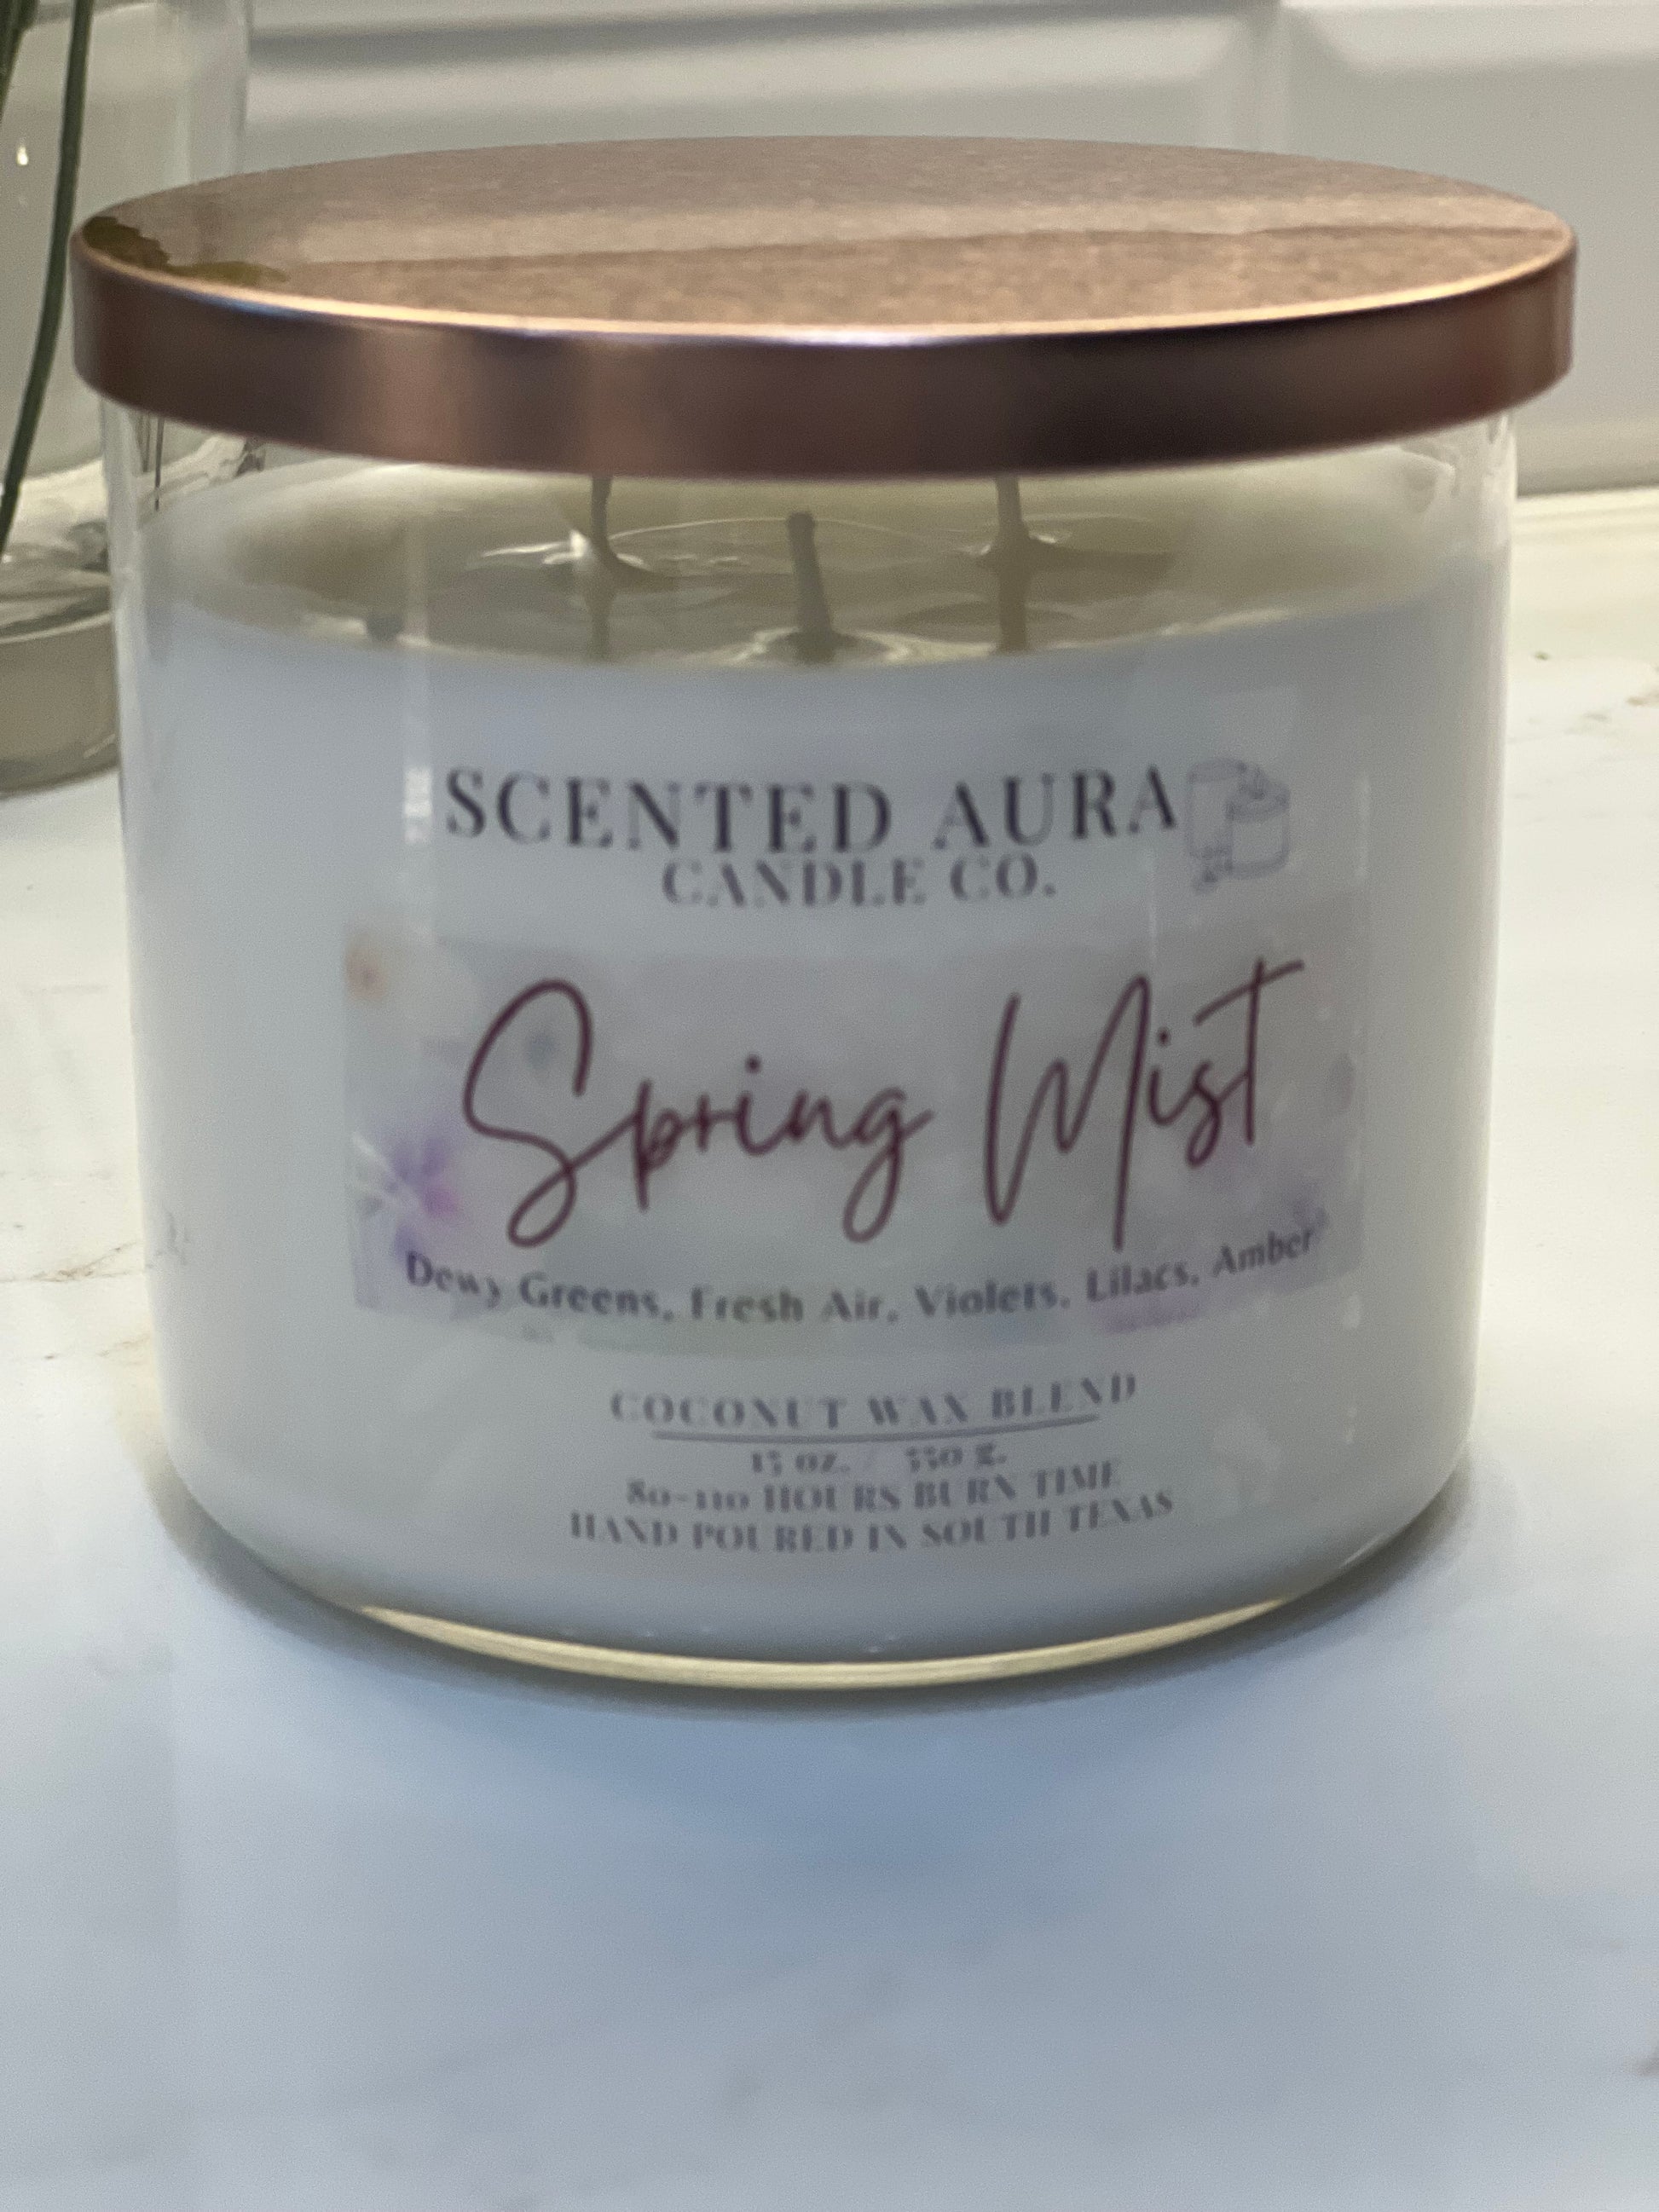 SCENTED AURA
CANDLE CO.
Spring Mist
Dewy Greens, Fresh Air, Violets, Lilacs, Amber
COCONUT WAX BLEND
OZ. / G.
80-110 HOURS BURN TIME
HAND POURED IN SOUTH TEXAS